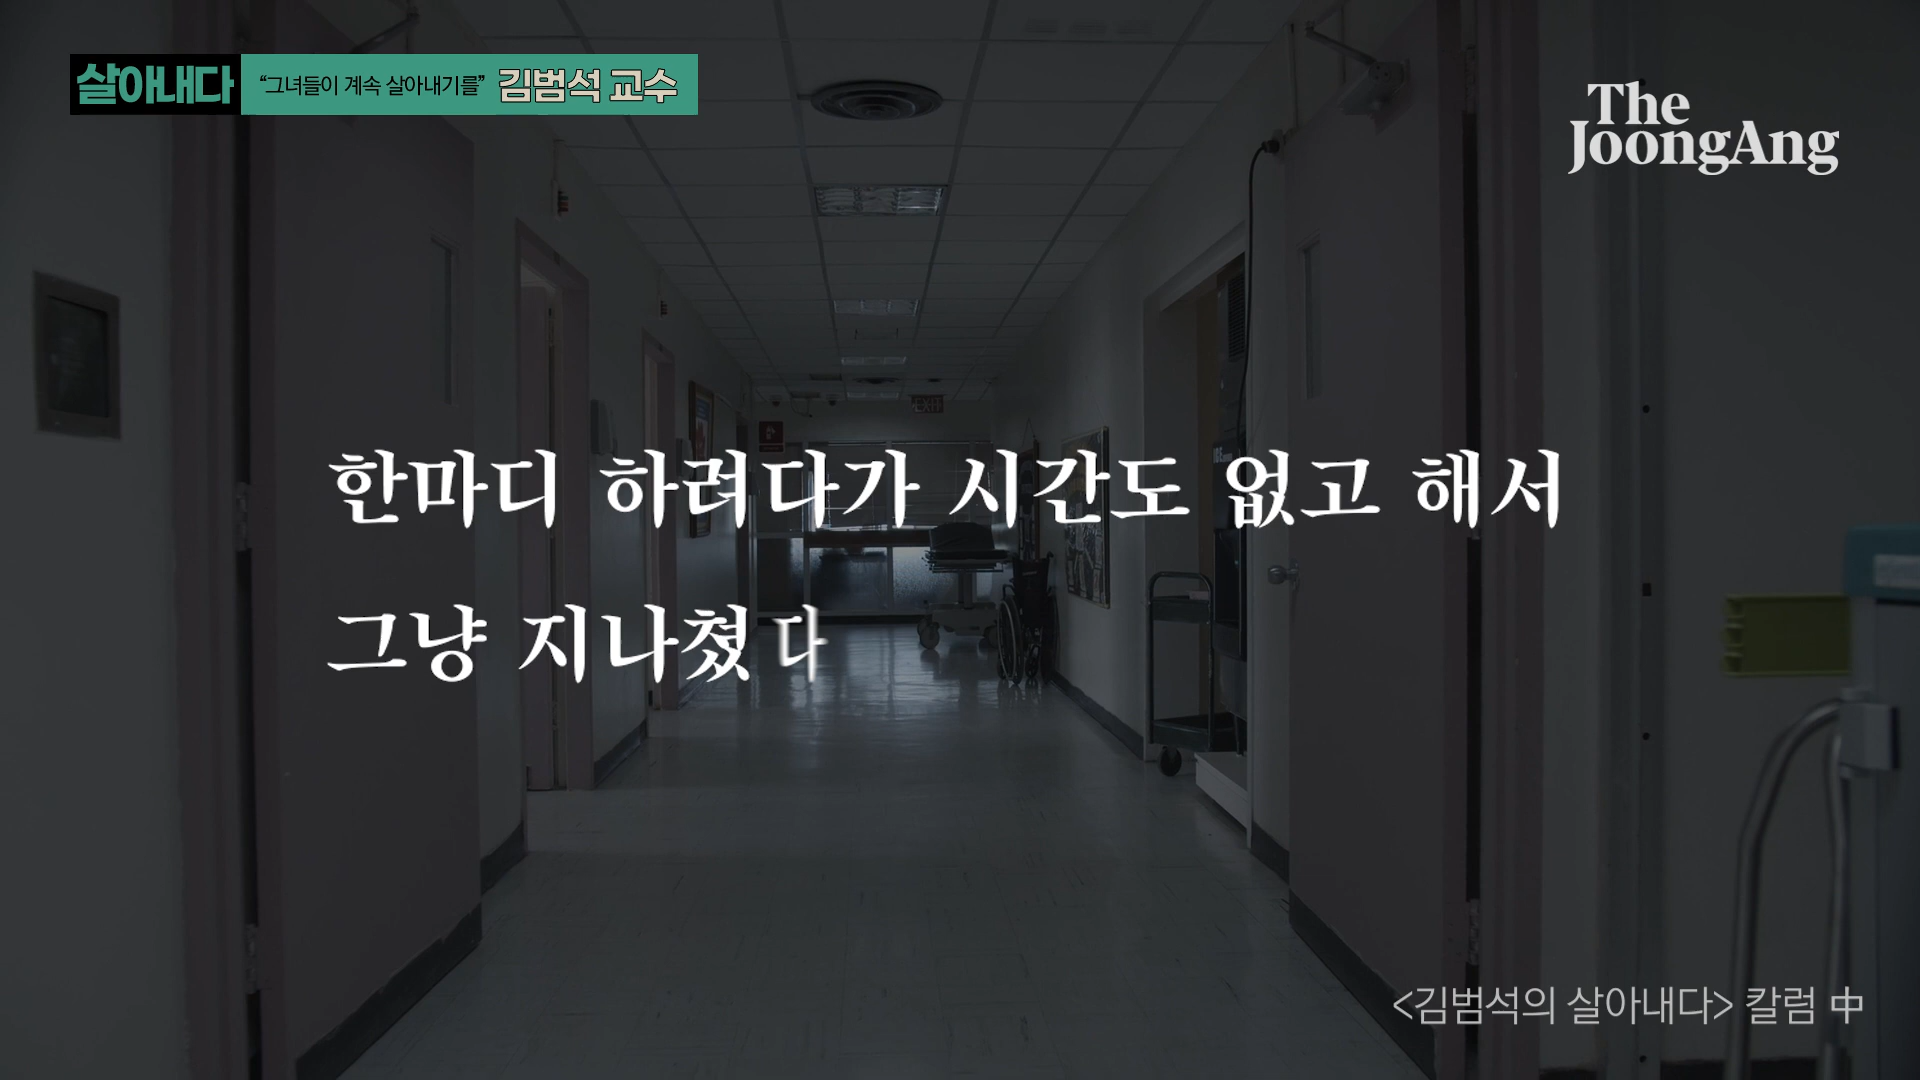 살아내다 “그녀들이 계속 살아내기를” 김범석 교수
The
JoongAng
EXIT
한마디 하려다가 시간도 없고 해서
그냥 지나쳤다
<김범석의 살아내다> 칼럼 中